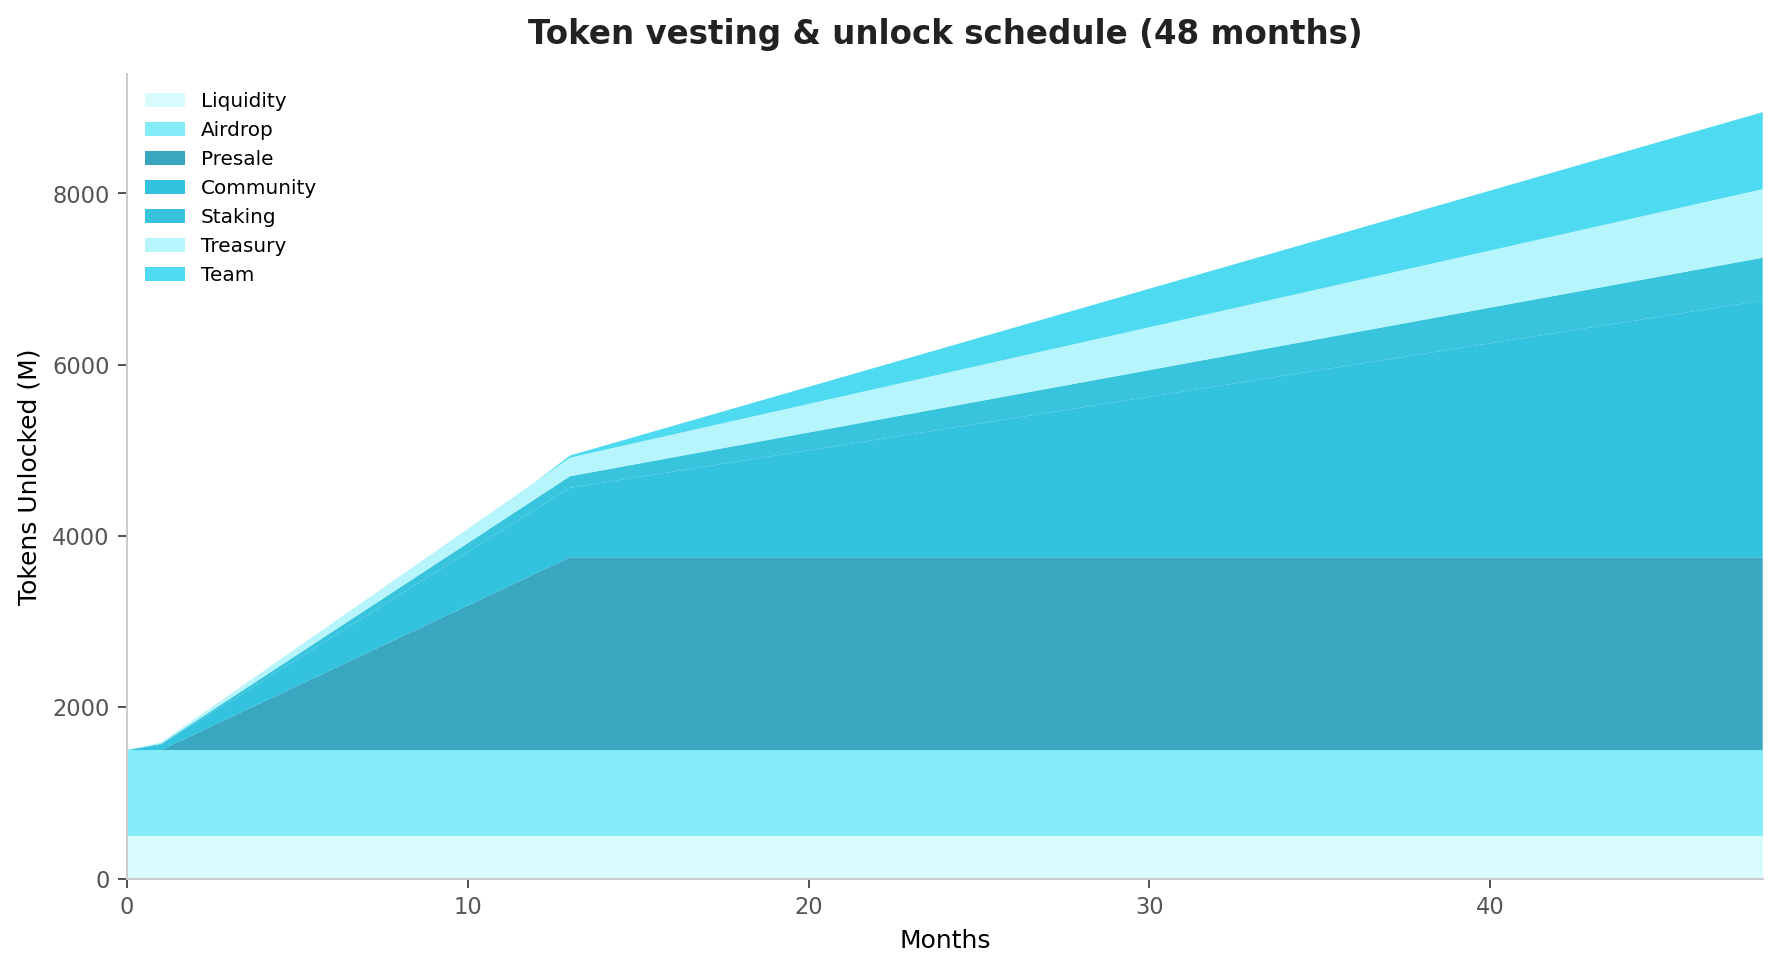 Token vesting & unlock schedule (48 months)
Liquidity
Airdrop
Presale
Community
Staking
Treasury
Team
Tokens Unlocked (M)
8000
6000
4000
2000
0
0 10 20 30 40
Months